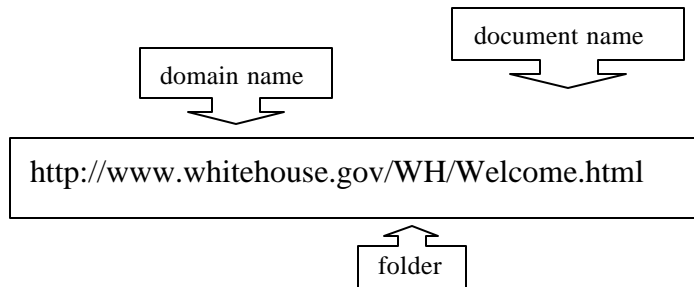 document name
domain name
http://www.whitehouse.gov/WH/Welcome.html
folder